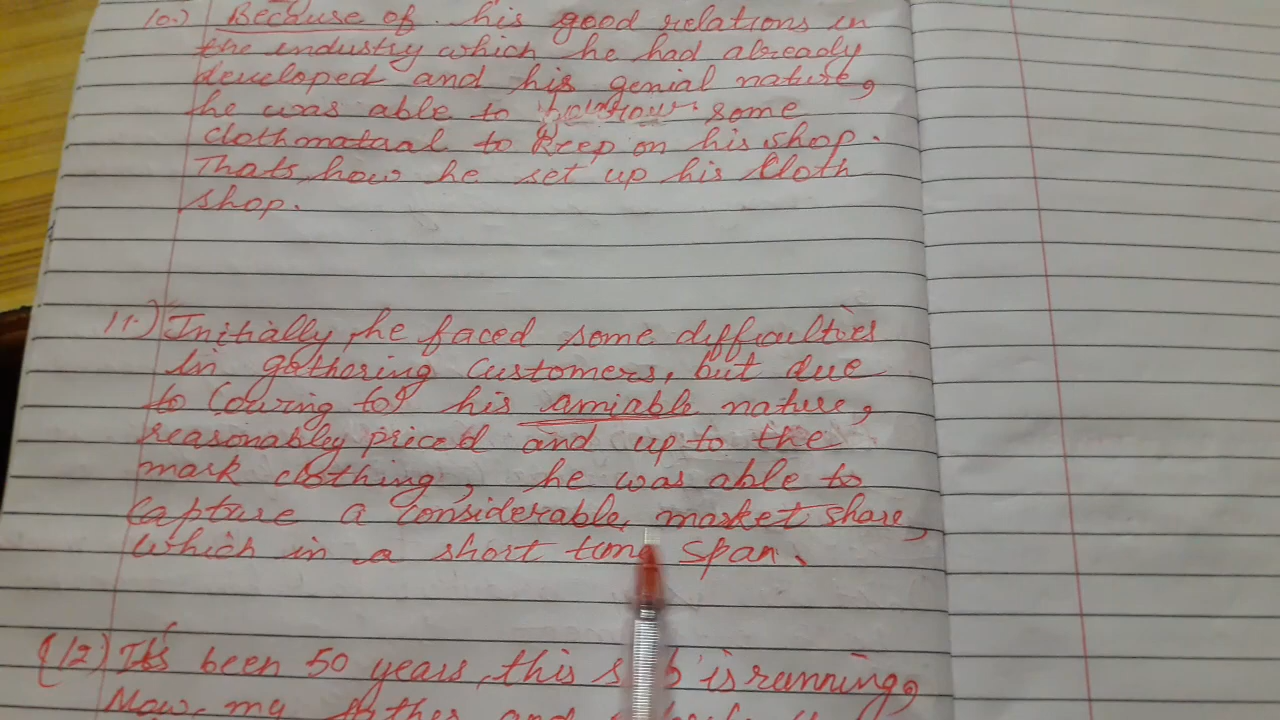 10.) Because of his good relations in
the industry which he had already
developed and his genial nature,
he was able to some
to keep on his shop.
Thats how he set up his Cloth
shop.
11.) Initially, he faced some difficulties
in gathering Customers, but due
to (owing to) his amiable nature,
reasonably priced and up to the
mark clothing, he was able to
capture a considerable market share,
which in a short time span.
(12) It's been 50 years, this is running,
Now, my and